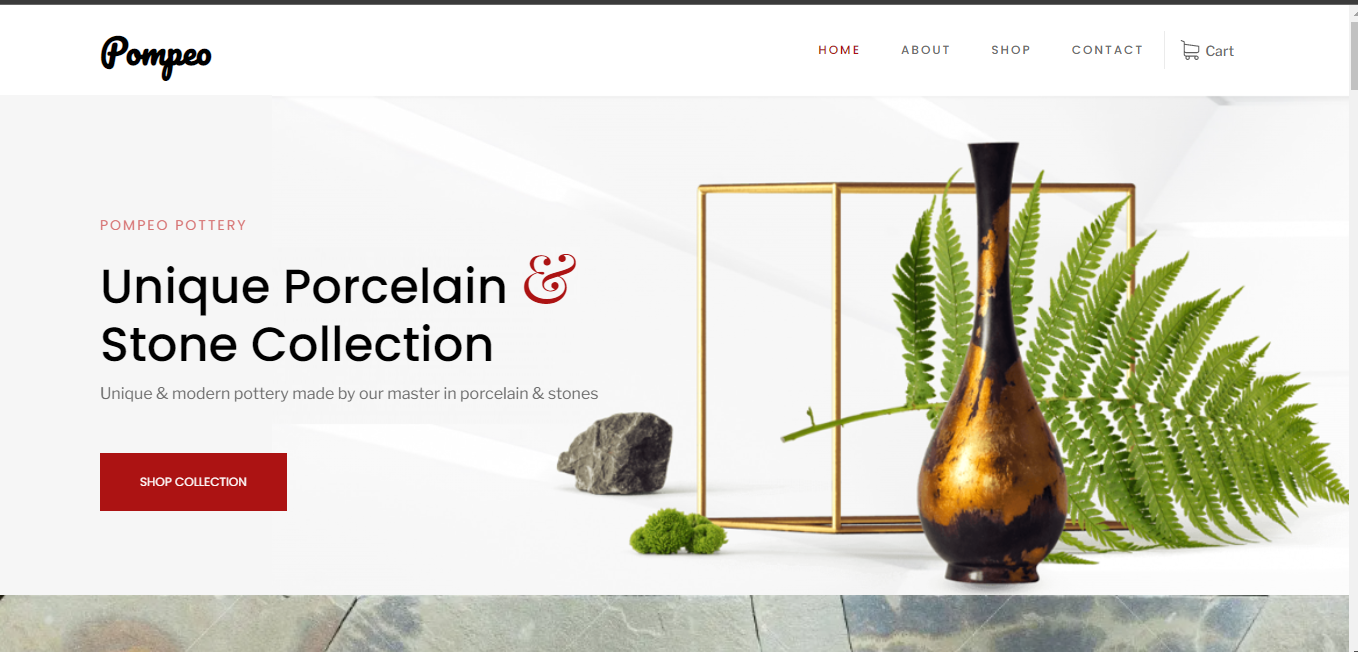 Pompeo
HOME ABOUT SHOP CONTACT Cart
POMPEO POTTERY
Unique Porcelain &
Stone Collection
Unique & modern pottery made by our master in porcelain & stones
SHOP COLLECTION